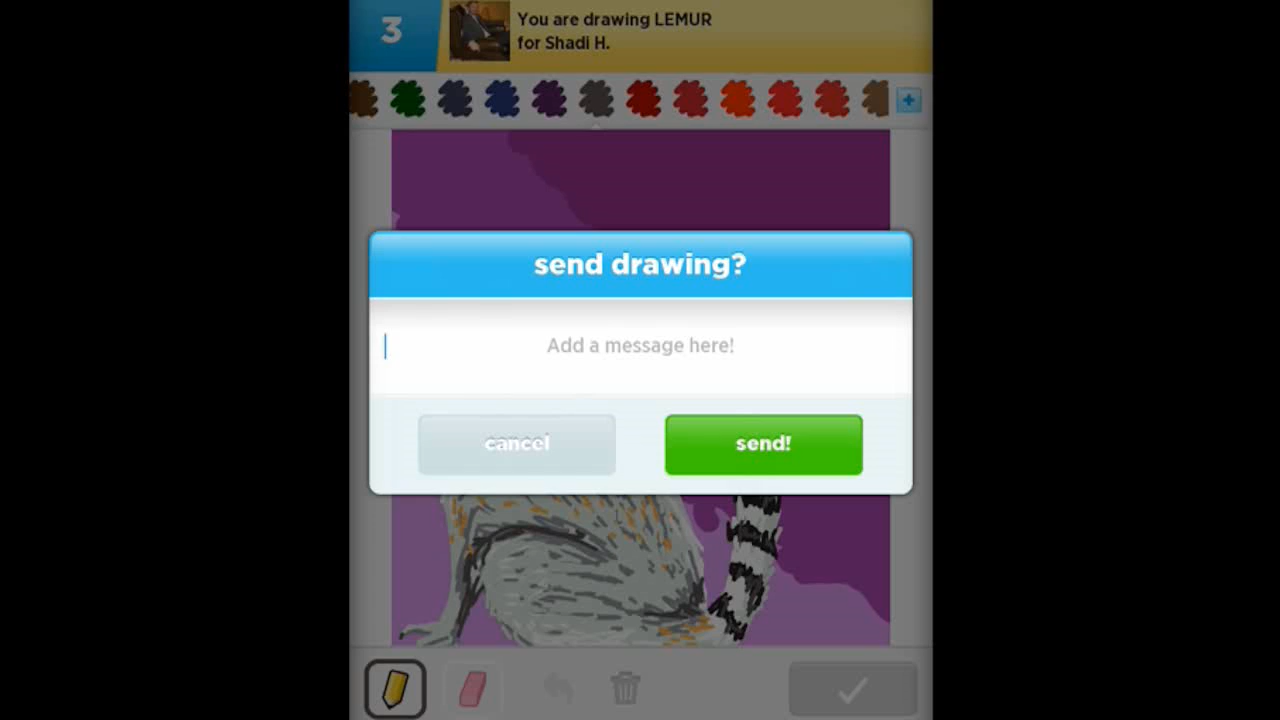 3
You are drawing LEMUR
for Shadi H.
send drawing?
Add a message here!
cancel
send!